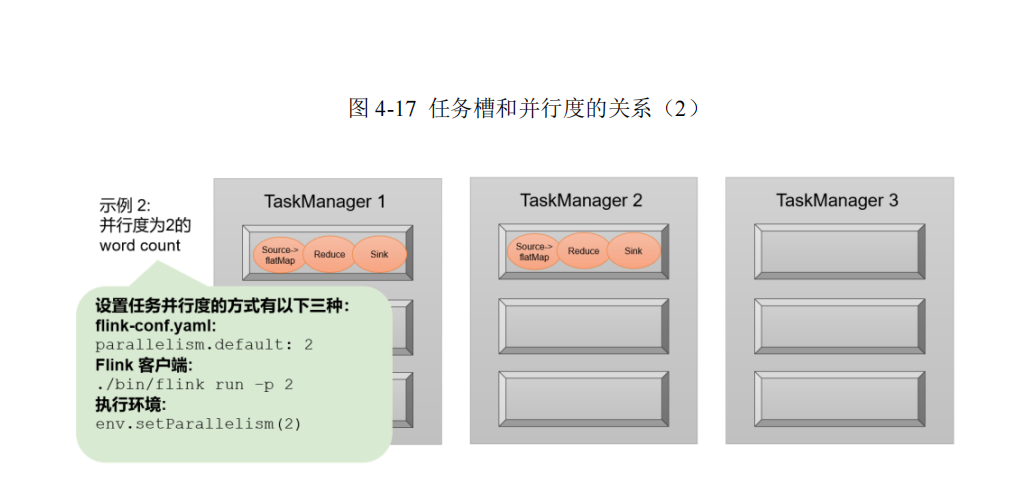 图 4-17 任务槽和并行度的关系（2）
示例 2:
并行度为2的
word count
TaskManager 1
Source->
flatMap
Reduce
Sink
TaskManager 2
Source->
flatMap
Reduce
Sink
TaskManager 3
设置任务并行度的方式有以下三种：
flink-conf.yaml:
parallelism.default: 2
Flink 客户端:
./bin/flink run -p 2
执行环境:
env.setParallelism(2)